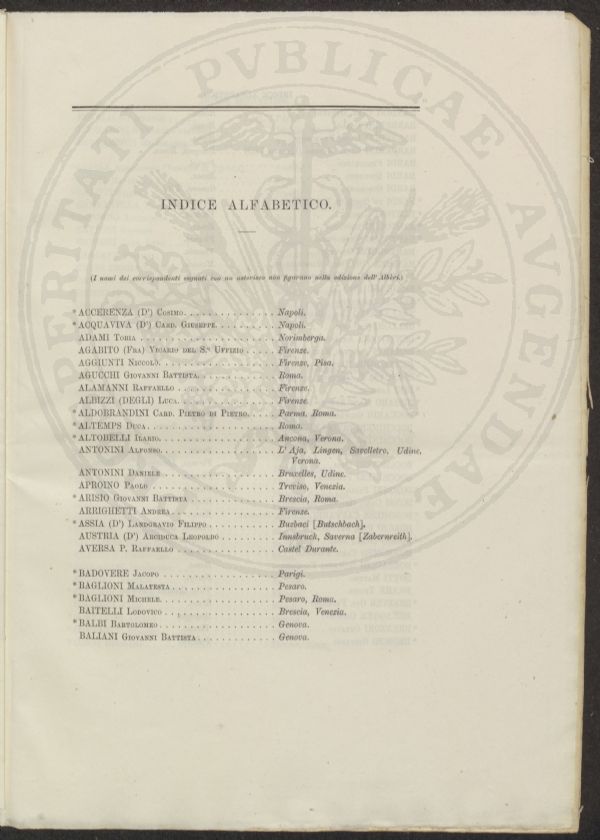 PVBLICAE
VERITATI
AVGENDAE
INDICE ALFABETICO.
(I nomi dei corrispondenti segnati con un asterisco non figurano nella edizione dell'Albèri.)
* ACCERENZA (D') Cosimo. . . . . . . . . . . . . . . Napoli.
* ACQUAVIVA (D') Card. Giuseppe. . . . . . . . . . Napoli.
ADAMI Tobia . . . . . . . . . . . . . . . . . . . . Norimberga.
AGABITO (Fra) Vicario del S.º Uffizio . . . . . Firenze.
AGGIUNTI Niccolò. . . . . . . . . . . . . . . . . . Firenze, Pisa.
AGUCCHI Giovanni Battista. . . . . . . . . . . . . Roma.
ALAMANNI Raffaello . . . . . . . . . . . . . . . . Firenze.
ALBIZZI (DEGLI) Luca. . . . . . . . . . . . . . . . Firenze.
* ALDOBRANDINI Card. Pietro di Pietro. . . . . Parma, Roma.
* ALTEMPS Duca. . . . . . . . . . . . . . . . . . . . Roma.
* ALTOBELLI Ilario. . . . . . . . . . . . . . . . . . Ancona, Verona.
ANTONINI Alfonso. . . . . . . . . . . . . . . . . . L'Aja, Lingen, Savelletro, Udine,
Verona.
ANTONINI Daniele . . . . . . . . . . . . . . . . . . Bruxelles, Udine.
APROINO Paolo . . . . . . . . . . . . . . . . . . . Treviso, Venezia.
* ARISIO Giovanni Battista . . . . . . . . . . . . . Brescia, Roma.
ARRIGHETTI Andrea . . . . . . . . . . . . . . . . . Firenze.
* ASSIA (D') Landgravio Filippo . . . . . . . . . . Buzbaci [Butschbach].
AUSTRIA (D') Arciduca Leopoldo . . . . . . . . . Innsbruck, Saverna [Zabernreith].
AVERSA P. Raffaello . . . . . . . . . . . . . . . . Castel Durante.
* BADOVERE Jacopo . . . . . . . . . . . . . . . . . . Parigi.
* BAGLIONI Malatesta . . . . . . . . . . . . . . . . . Pesaro.
* BAGLIONI Michele. . . . . . . . . . . . . . . . . . Pesaro, Roma.
BAITELLI Lodovico . . . . . . . . . . . . . . . . . Brescia, Venezia.
* BALBI Bartolomeo . . . . . . . . . . . . . . . . . . Genova.
BALIANI Giovanni Battista . . . . . . . . . . . . . Genova.